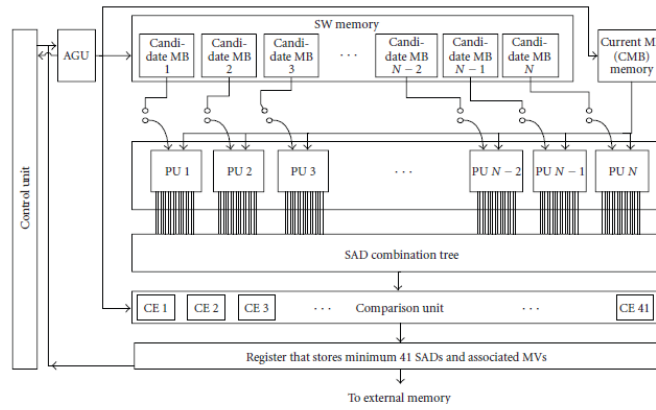 SW memory
Control unit
AGU
Candi-
date MB
1
Candi-
date MB
2
Candi-
date MB
3
· · ·
Candi-
date MB
N−2
Candi-
date MB
N−1
Candi-
date MB
N
Current M
(CMB)
memory
PU 1
PU 2
PU 3
· · ·
PU N−2
PU N−1
PU N
SAD combination tree
CE 1
CE 2
CE 3
· · ·
Comparison unit
· · ·
CE 41
Register that stores minimum 41 SADs and associated MVs
To external memory